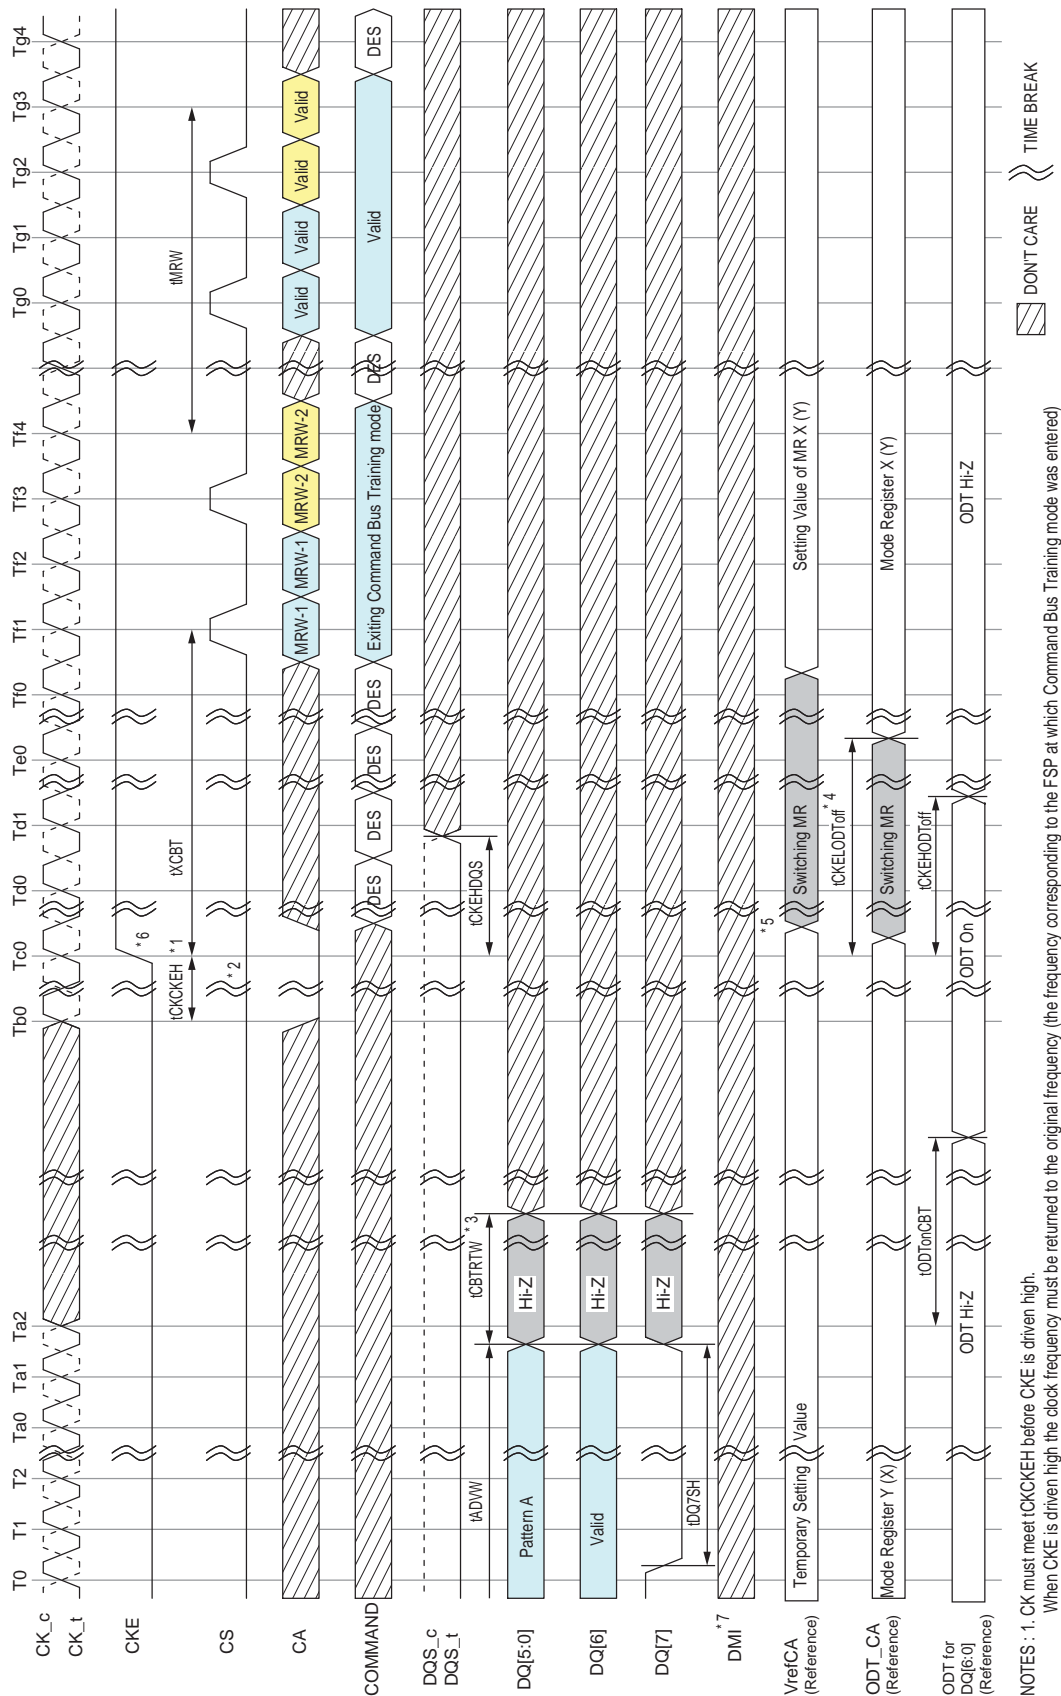 T0 T1 T2 Ta0 Ta1 Ta2 Tb0 Tc0 Td0 Td1 Te0 Tf0 Tf1 Tf2 Tf3 Tf4 Tg0 Tg1 Tg2 Tg3 Tg4
CK_c
CK_t
CKE
* 6
tCKCKEH * 1
tXCBT
tMRW
CS
* 2
CA
MRW-1 MRW-1 MRW-2 MRW-2 Valid Valid Valid Valid
COMMAND
DES DES DES DES Exiting Command Bus Training mode DES DES Valid DES
DQS_c
DQS_t
tCKEHDQS
tADVW
tCBTRTW * 3
DQ[5:0]
Pattern A Hi-Z
DQ[6]
Valid Hi-Z
DQ[7]
Hi-Z
tDQ7SH
DMI * 7
* 5
VrefCA
(Reference)
Temporary Setting Value Switching MR Setting Value of MR X (Y)
tCKELODToff * 4
ODT_CA
(Reference)
Mode Register Y (X) Switching MR Mode Register X (Y)
tODTonCBT
tCKEHODToff
ODT for
DQ[6:0]
(Reference)
ODT Hi-Z ODT On ODT Hi-Z
DON'T CARE TIME BREAK
NOTES : 1. CK must meet tCKCKEH before CKE is driven high.
When CKE is driven high the clock frequency must be returned to the original frequency (the frequency corresponding to the FSP at which Command Bus Training mode was entered)